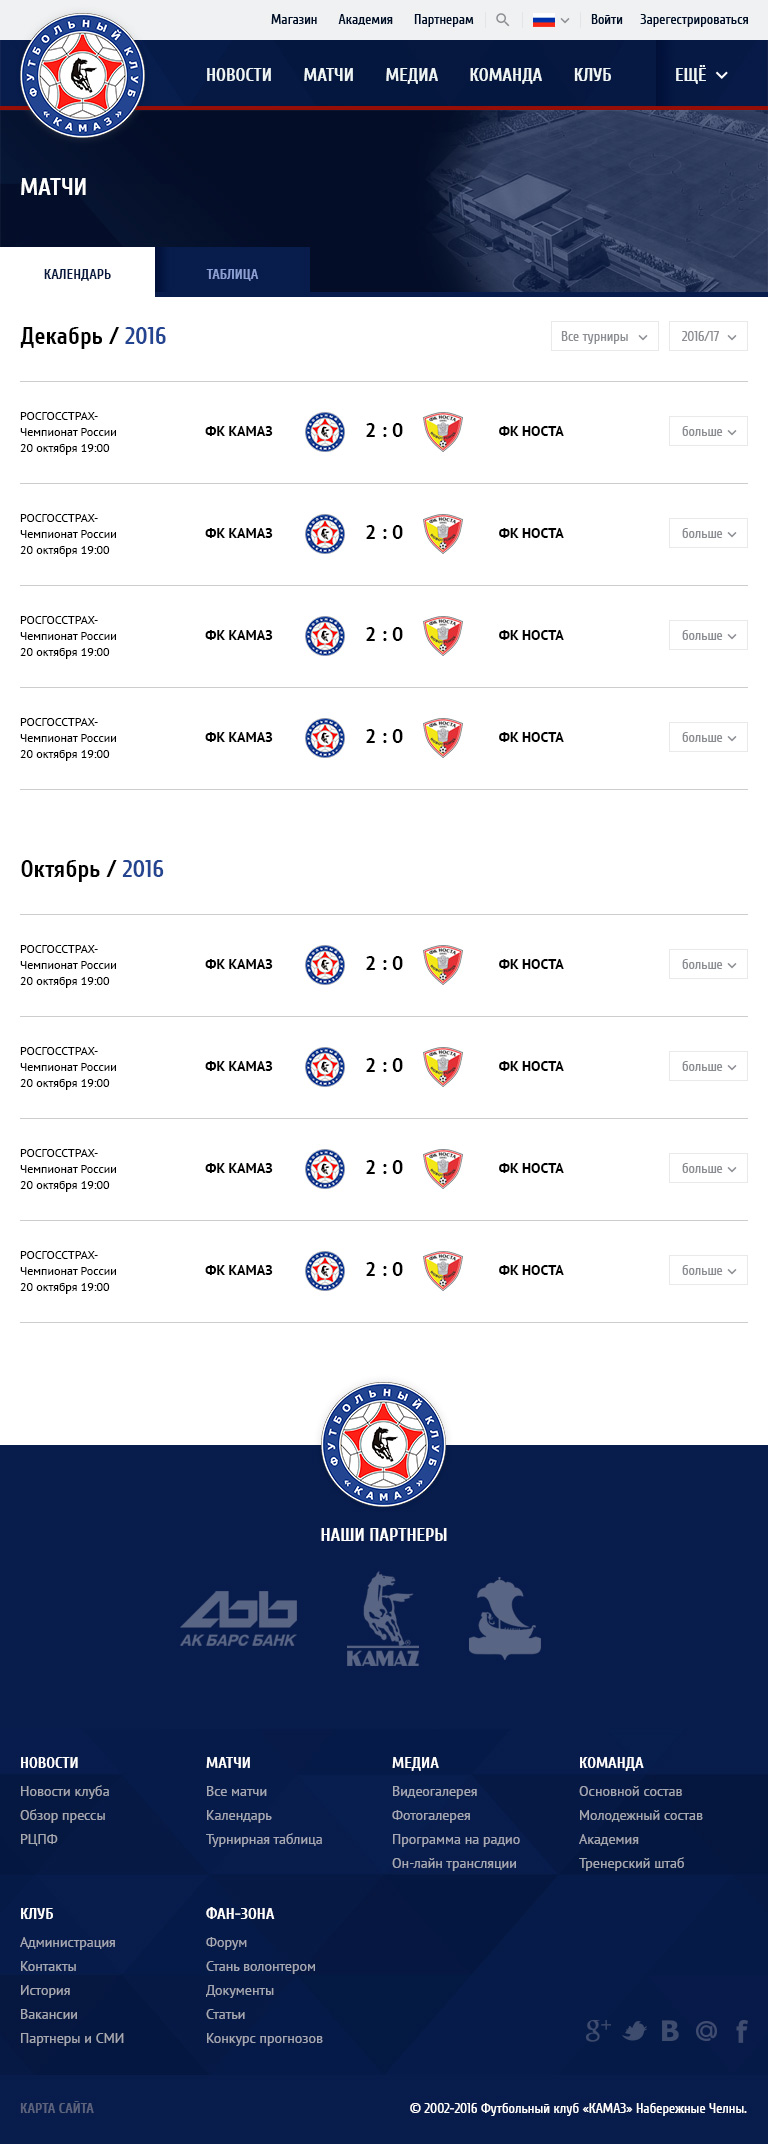 Магазин Академия Партнерам Войти Зарегестрироваться
ФУТБОЛЬНЫЙ КЛУБ «КАМАЗ»
НОВОСТИ МАТЧИ МЕДИА КОМАНДА КЛУБ ЕЩЁ
МАТЧИ
КАЛЕНДАРЬ ТАБЛИЦА
Декабрь / 2016 Все турниры 2016/17
РОСГОССТРАХ-
Чемпионат России
20 октября 19:00
ФК КАМАЗ 2 : 0 ФК НОСТА больше
РОСГОССТРАХ-
Чемпионат России
20 октября 19:00
ФК КАМАЗ 2 : 0 ФК НОСТА больше
РОСГОССТРАХ-
Чемпионат России
20 октября 19:00
ФК КАМАЗ 2 : 0 ФК НОСТА больше
РОСГОССТРАХ-
Чемпионат России
20 октября 19:00
ФК КАМАЗ 2 : 0 ФК НОСТА больше
Октябрь / 2016
РОСГОССТРАХ-
Чемпионат России
20 октября 19:00
ФК КАМАЗ 2 : 0 ФК НОСТА больше
РОСГОССТРАХ-
Чемпионат России
20 октября 19:00
ФК КАМАЗ 2 : 0 ФК НОСТА больше
РОСГОССТРАХ-
Чемпионат России
20 октября 19:00
ФК КАМАЗ 2 : 0 ФК НОСТА больше
РОСГОССТРАХ-
Чемпионат России
20 октября 19:00
ФК КАМАЗ 2 : 0 ФК НОСТА больше
ФУТБОЛЬНЫЙ КЛУБ «КАМАЗ»
НАШИ ПАРТНЕРЫ
АК БАРС БАНК
KAMAZ
НОВОСТИ
Новости клуба
Обзор прессы
РЦПФ
МАТЧИ
Все матчи
Календарь
Турнирная таблица
МЕДИА
Видеогалерея
Фотогалерея
Программа на радио
Он-лайн трансляции
КОМАНДА
Основной состав
Молодежный состав
Академия
Тренерский штаб
КЛУБ
Администрация
Контакты
История
Вакансии
Партнеры и СМИ
ФАН-ЗОНА
Форум
Стань волонтером
Документы
Статьи
Конкурс прогнозов
КАРТА САЙТА © 2002-2016 Футбольный клуб «КАМАЗ» Набережные Челны.